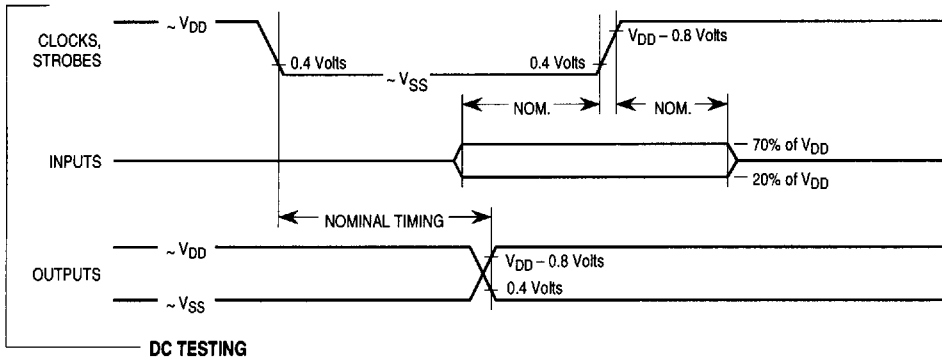 ~ VDD
CLOCKS,
STROBES
0.4 Volts
~ VSS
0.4 Volts
VDD – 0.8 Volts
NOM.
NOM.
INPUTS
70% of VDD
20% of VDD
NOMINAL TIMING
OUTPUTS
~ VDD
VDD – 0.8 Volts
0.4 Volts
~ VSS
DC TESTING